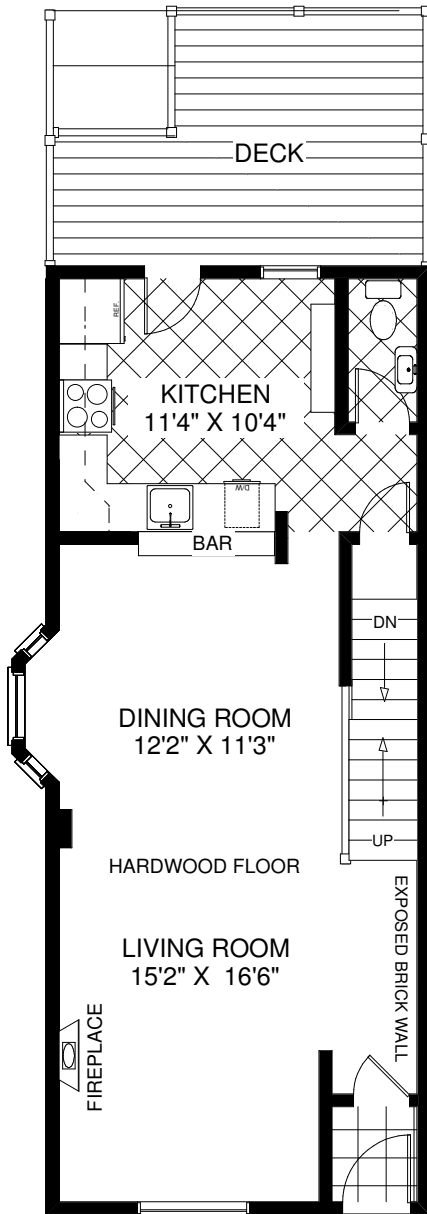 DECK
REF.
KITCHEN
11'4" X 10'4"
D/W
BAR
DN
DINING ROOM
12'2" X 11'3"
UP
HARDWOOD FLOOR
EXPOSED BRICK WALL
LIVING ROOM
15'2" X 16'6"
FIREPLACE